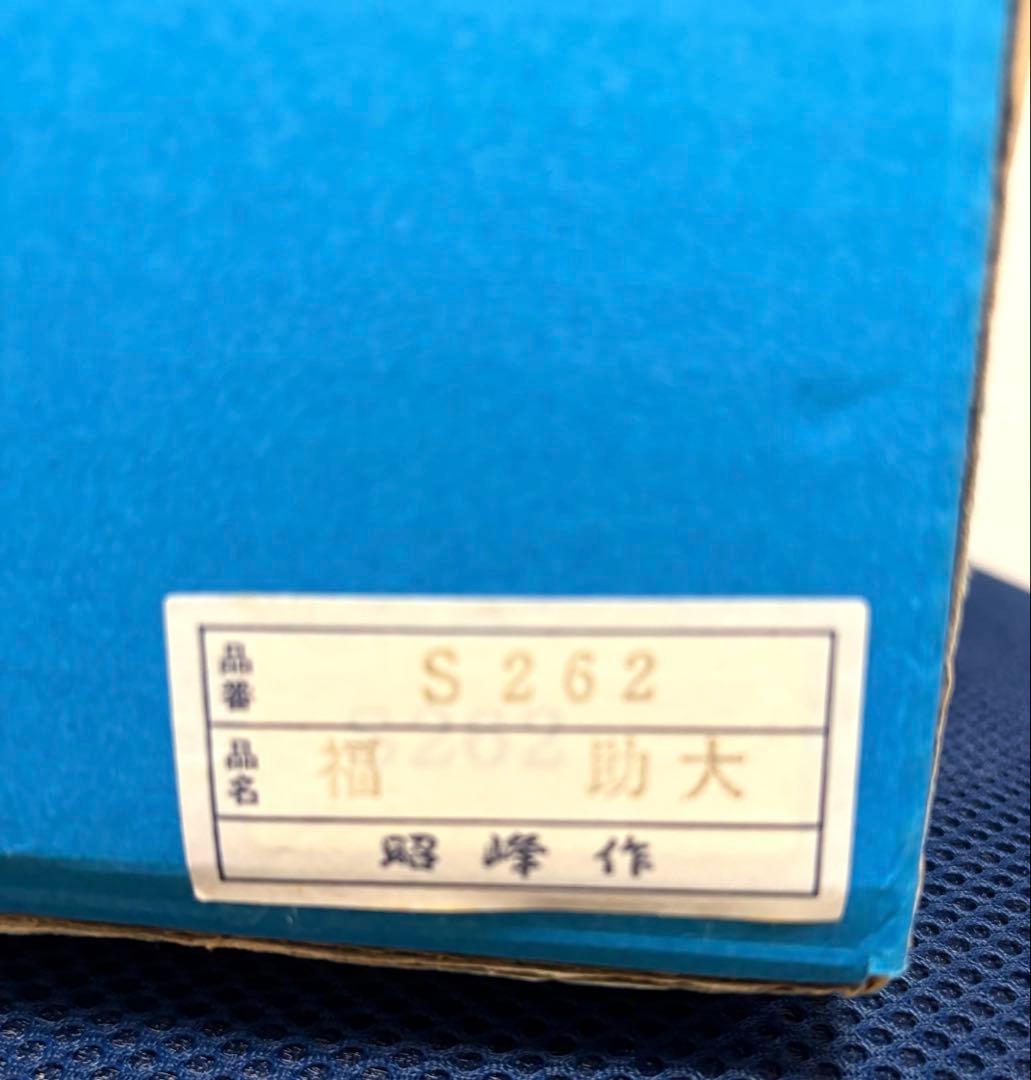 品番 S262
品名 福助大
昭峰作